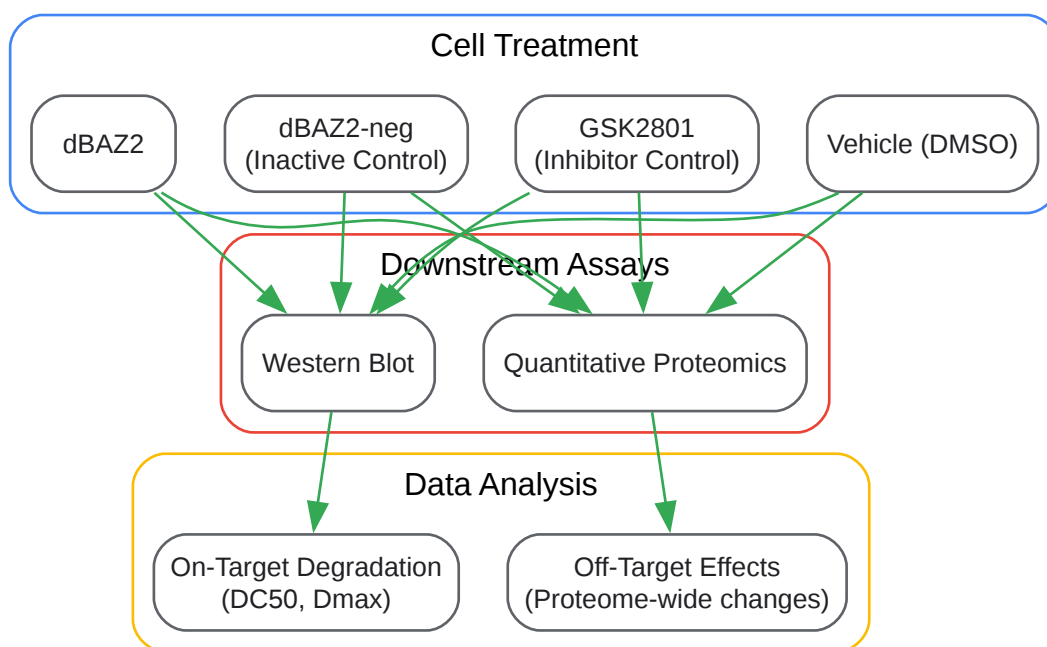 Cell Treatment
dBAZ2
dBAZ2-neg
(Inactive Control)
GSK2801
(Inhibitor Control)
Vehicle (DMSO)
Downstream Assays
Western Blot
Quantitative Proteomics
Data Analysis
On-Target Degradation
(DC50, Dmax)
Off-Target Effects
(Proteome-wide changes)